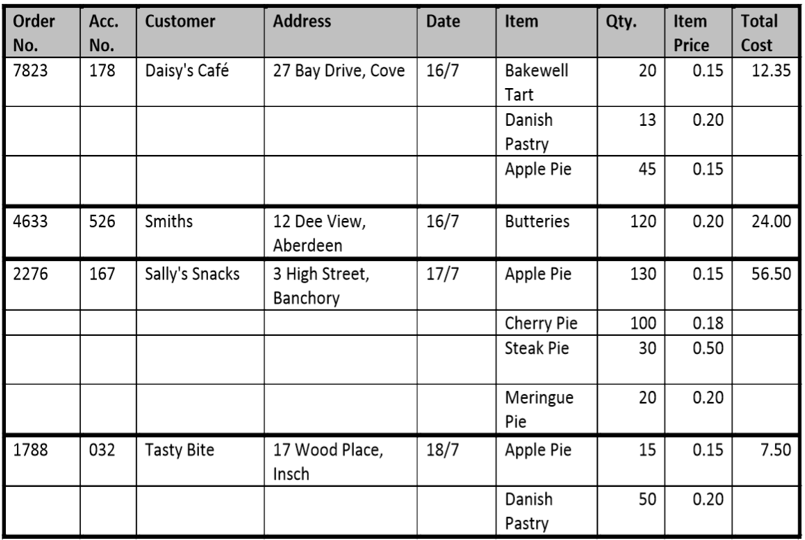 Order No. Acc. No. Customer Address Date Item Qty. Item Price Total Cost
7823 178 Daisy's Café 27 Bay Drive, Cove 16/7 Bakewell Tart 20 0.15 12.35
Danish Pastry 13 0.20
Apple Pie 45 0.15
4633 526 Smiths 12 Dee View, Aberdeen 16/7 Butteries 120 0.20 24.00
2276 167 Sally's Snacks 3 High Street, Banchory 17/7 Apple Pie 130 0.15 56.50
Cherry Pie 100 0.18
Steak Pie 30 0.50
Meringue Pie 20 0.20
1788 032 Tasty Bite 17 Wood Place, Insch 18/7 Apple Pie 15 0.15 7.50
Danish Pastry 50 0.20